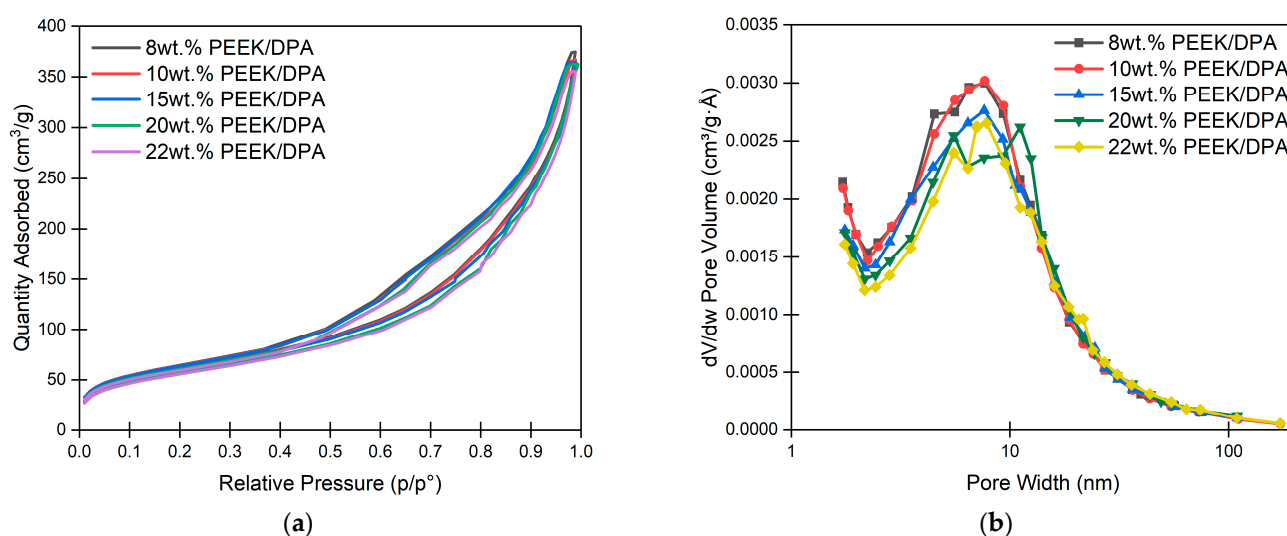 400
350
300
250
200
150
100
50
0
Quantity Adsorbed (cm³/g)
8wt.% PEEK/DPA
10wt.% PEEK/DPA
15wt.% PEEK/DPA
20wt.% PEEK/DPA
22wt.% PEEK/DPA
0.0 0.1 0.2 0.3 0.4 0.5 0.6 0.7 0.8 0.9 1.0
Relative Pressure (p/p°)
(a)
0.0035
0.0030
0.0025
0.0020
0.0015
0.0010
0.0005
0.0000
dV/dw Pore Volume (cm³/g·Å)
8wt.% PEEK/DPA
10wt.% PEEK/DPA
15wt.% PEEK/DPA
20wt.% PEEK/DPA
22wt.% PEEK/DPA
1 10 100
Pore Width (nm)
(b)